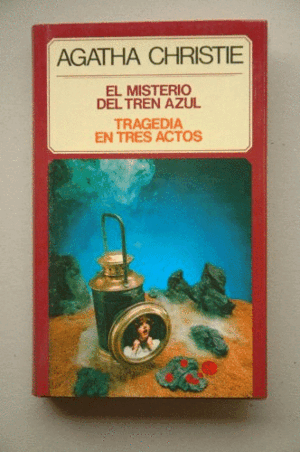 AGATHA CHRISTIE
EL MISTERIO
DEL TREN AZUL
TRAGEDIA
EN TRES ACTOS